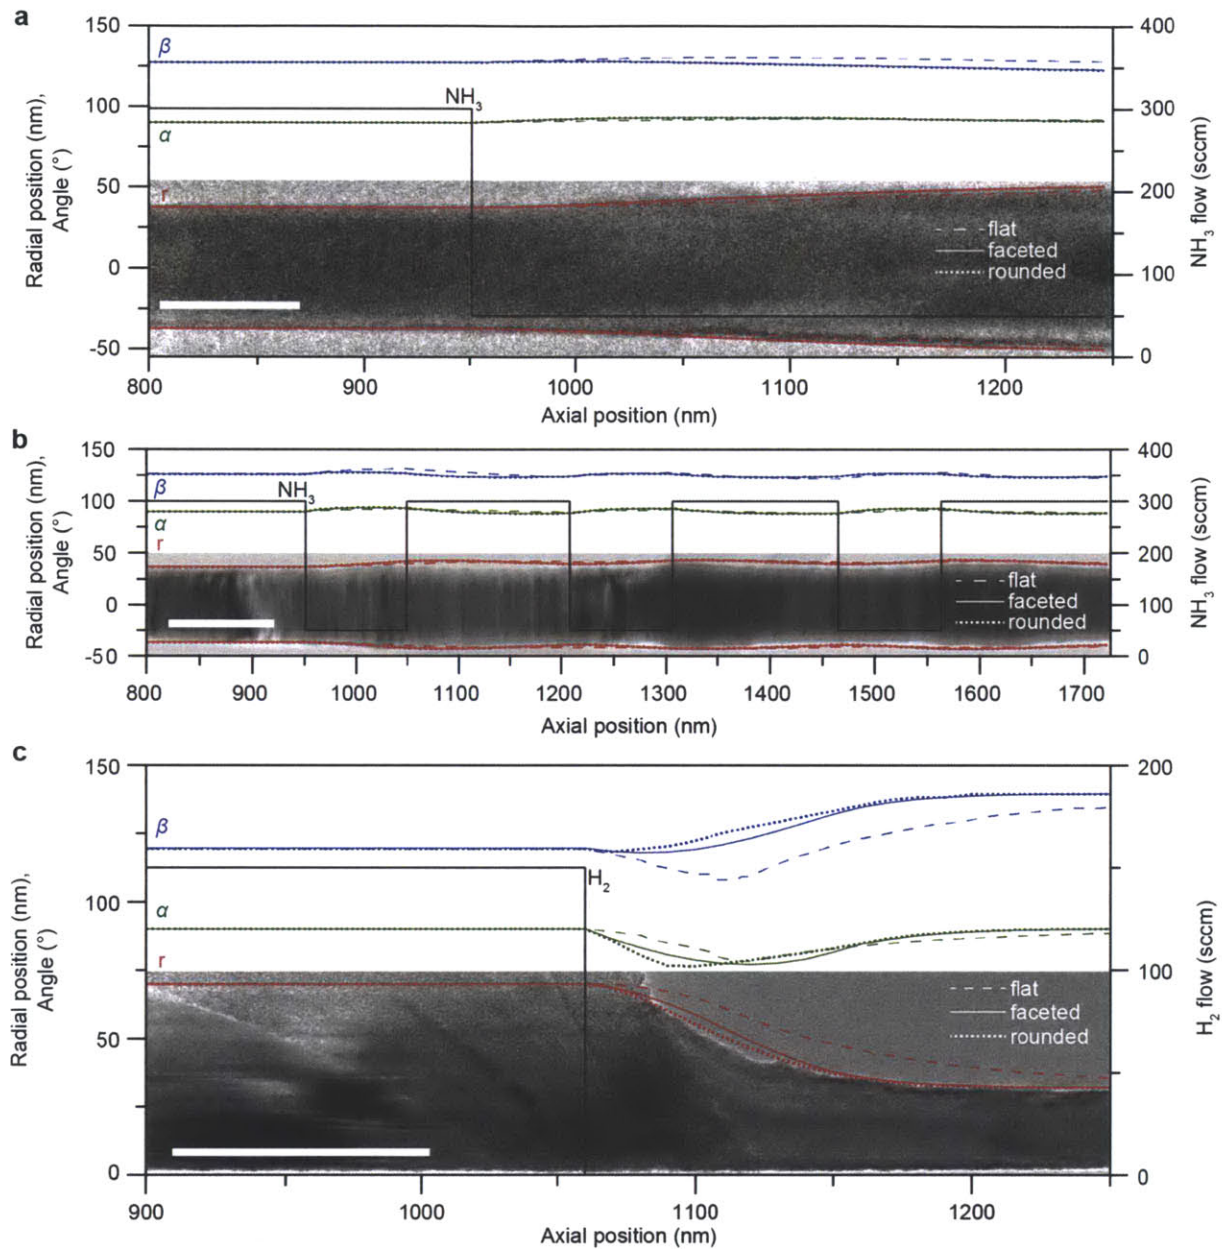 a
150
100
50
0
-50
Radial position (nm),
Angle (°)
β
NH3
α
r
flat
faceted
rounded
400
300
200
100
0
NH3 flow (sccm)
800
900
1000
1100
1200
Axial position (nm)
b
150
100
50
0
-50
Radial position (nm),
Angle (°)
β
NH3
α
r
flat
faceted
rounded
400
300
200
100
0
NH3 flow (sccm)
800
900
1000
1100
1200
1300
1400
1500
1600
1700
Axial position (nm)
c
150
100
50
0
Radial position (nm),
Angle (°)
β
H2
α
r
flat
faceted
rounded
200
100
0
H2 flow (sccm)
900
1000
1100
1200
Axial position (nm)